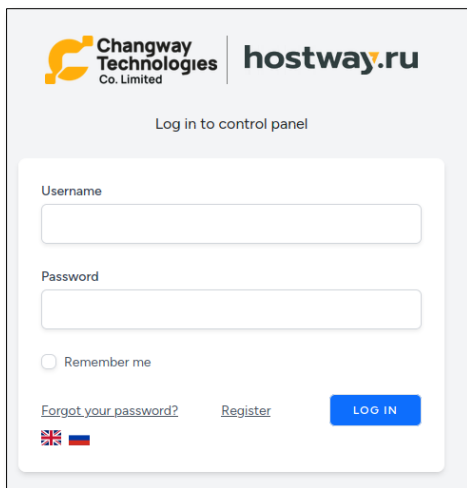 Changway
Technologies
Co. Limited
hostway.ru
Log in to control panel
Username
Password
Remember me
Forgot your password? Register LOG IN